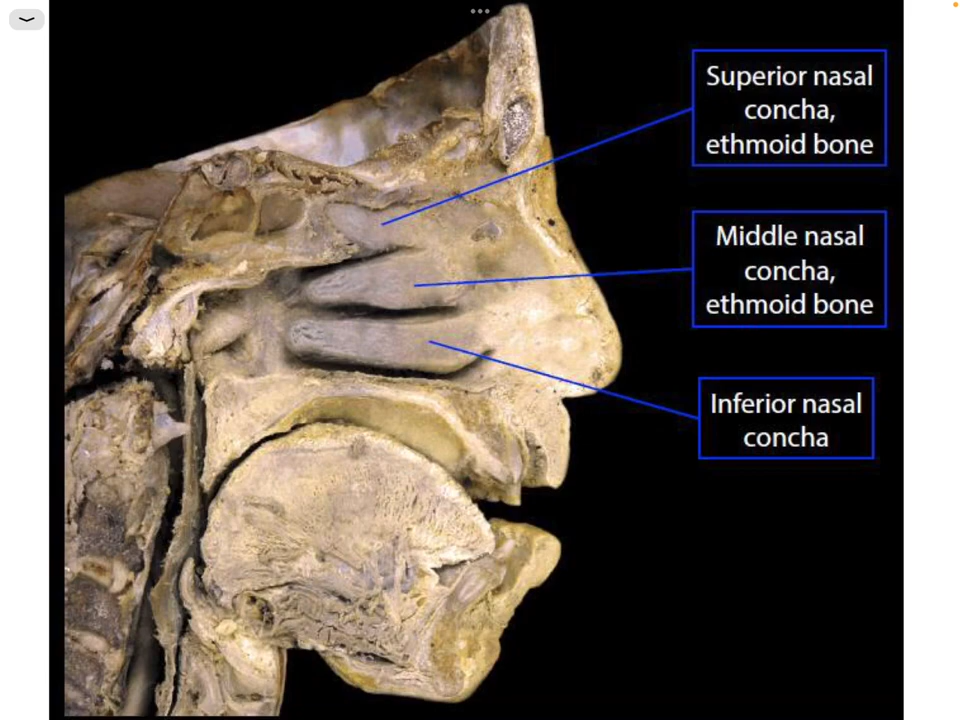 Superior nasal
concha,
ethmoid bone
Middle nasal
concha,
ethmoid bone
Inferior nasal
concha